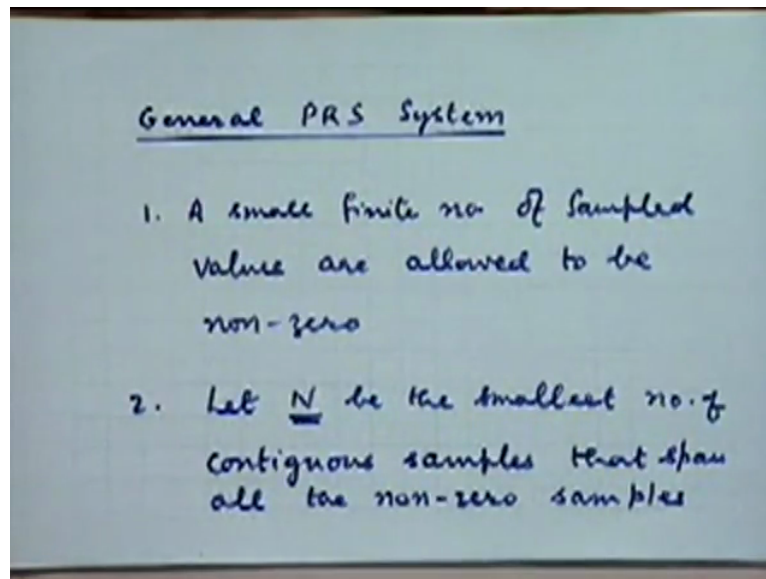 General PRS System
1. A small finite no. of Sampled
values are allowed to be
non-zero
2. Let N be the smallest no. of
contiguous samples that span
all the non-zero samples